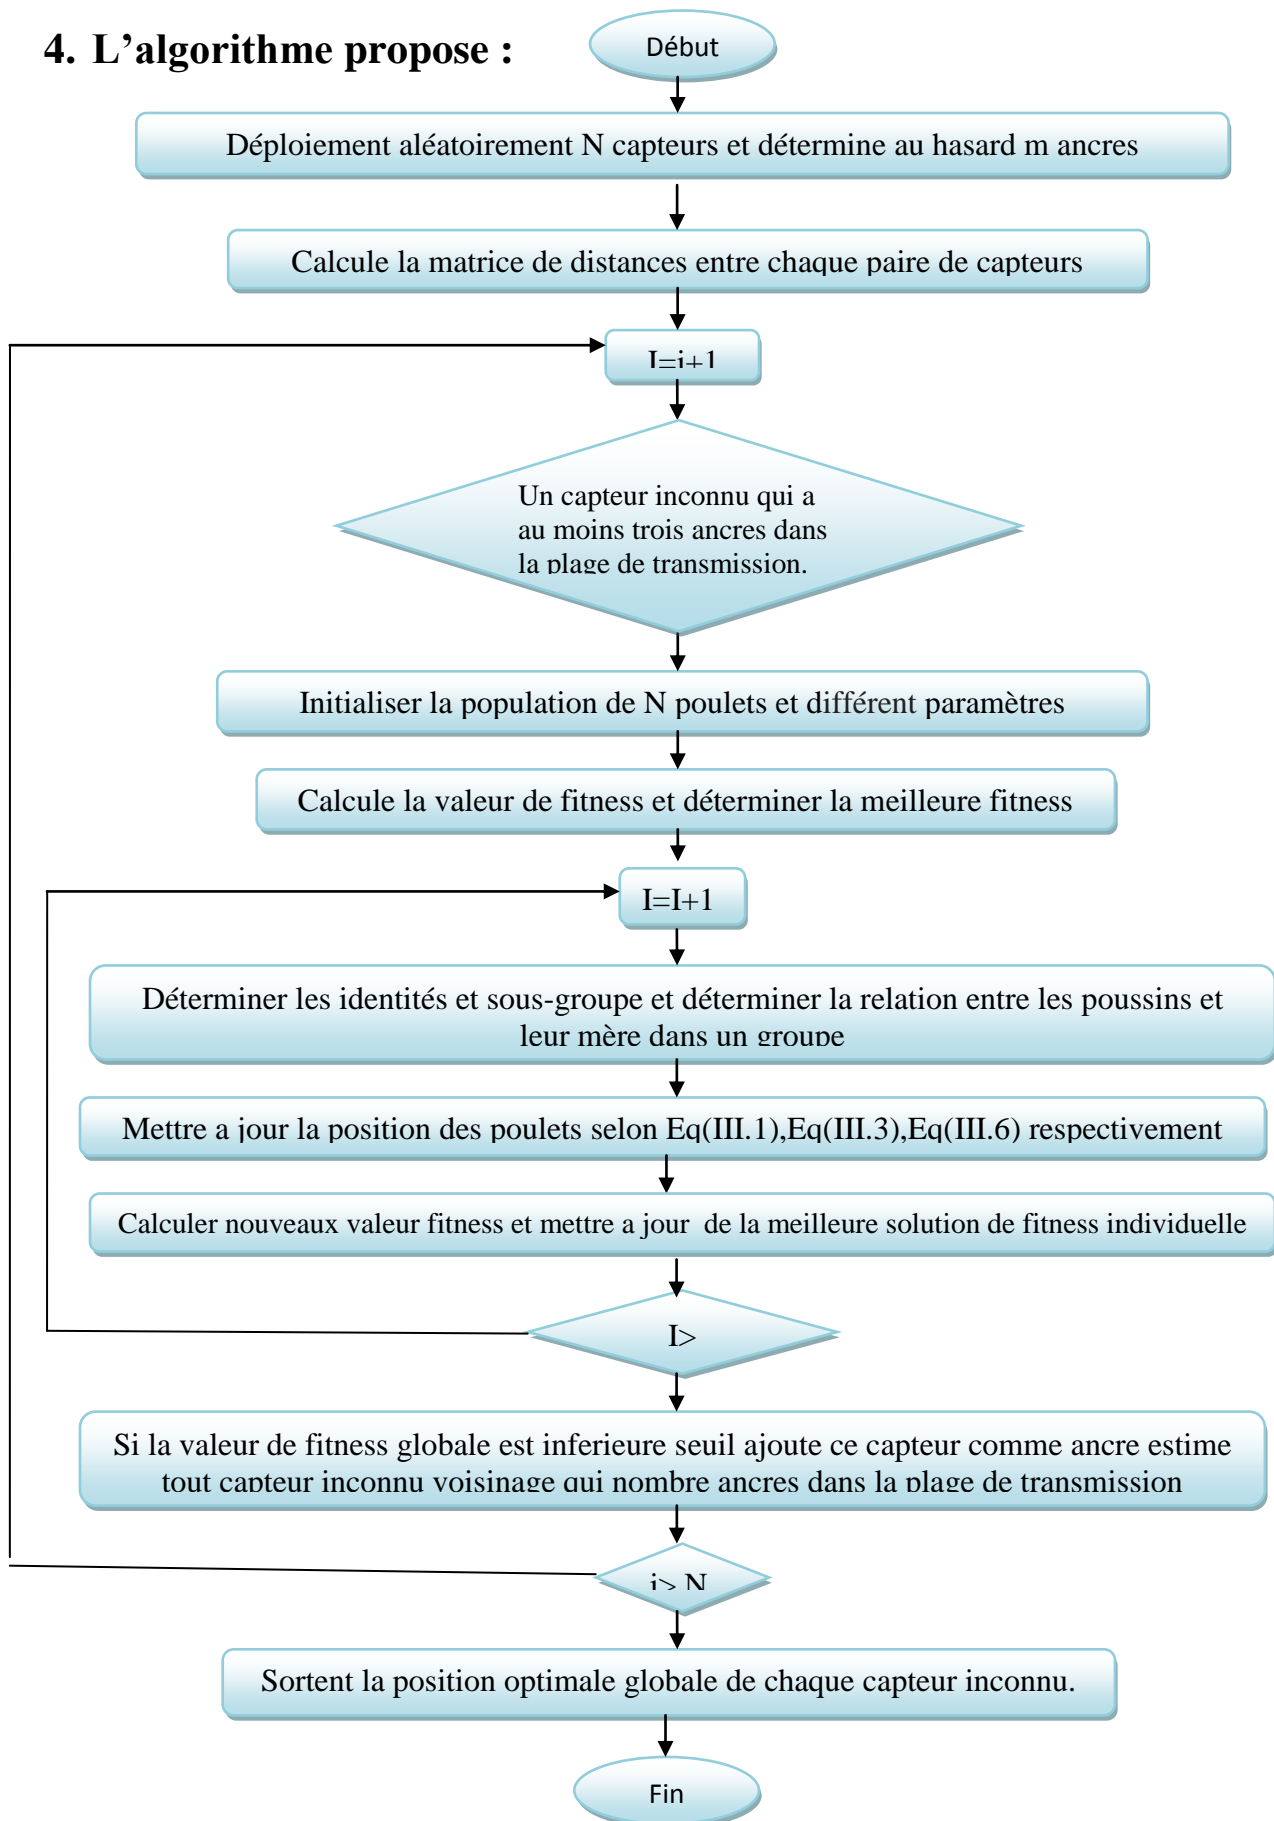 4. L’algorithme propose :
Début
Déploiement aléatoirement N capteurs et détermine au hasard m ancres
Calcule la matrice de distances entre chaque paire de capteurs
I=i+1
Un capteur inconnu qui a
au moins trois ancres dans
la plage de transmission.
Initialiser la population de N poulets et différent paramètres
Calcule la valeur de fitness et déterminer la meilleure fitness
I=I+1
Déterminer les identités et sous-groupe et déterminer la relation entre les poussins et
leur mère dans un groupe
Mettre a jour la position des poulets selon Eq(III.1),Eq(III.3),Eq(III.6) respectivement
Calculer nouveaux valeur fitness et mettre a jour de la meilleure solution de fitness individuelle
I>
Si la valeur de fitness globale est inferieure seuil ajoute ce capteur comme ancre estime
tout capteur inconnu voisinage qui nombre ancres dans la plage de transmission
i> N
Sortent la position optimale globale de chaque capteur inconnu.
Fin